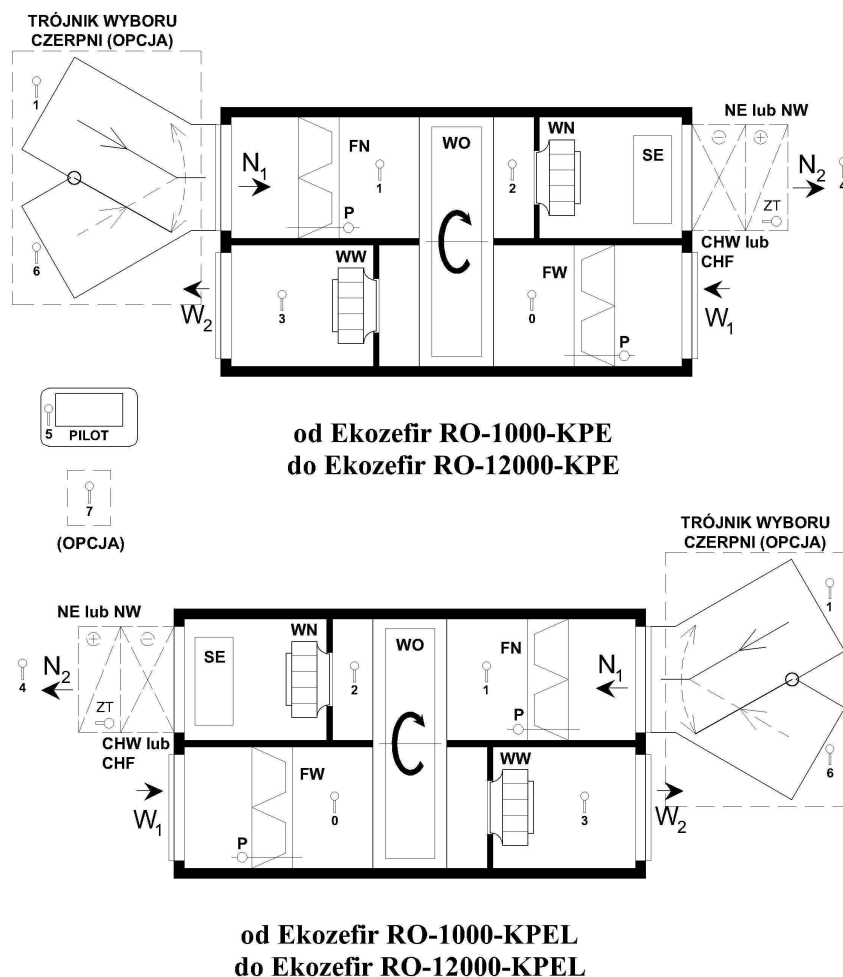 TRÓJNIK WYBORU
CZERPNI (OPCJA)
1
6
N1
FN
1
P
WO
2
WN
SE
NE lub NW
N2
4
ZT
CHW lub
CHF
W2
3
WW
0
FW
P
W1
5
PILOT
7
(OPCJA)
od Ekozefir RO-1000-KPE
do Ekozefir RO-12000-KPE
TRÓJNIK WYBORU
CZERPNI (OPCJA)
1
6
NE lub NW
4
N2
ZT
CHW lub
CHF
SE
WN
2
WO
1
FN
P
N1
W1
FW
P
0
WW
3
W2
od Ekozefir RO-1000-KPEL
do Ekozefir RO-12000-KPEL